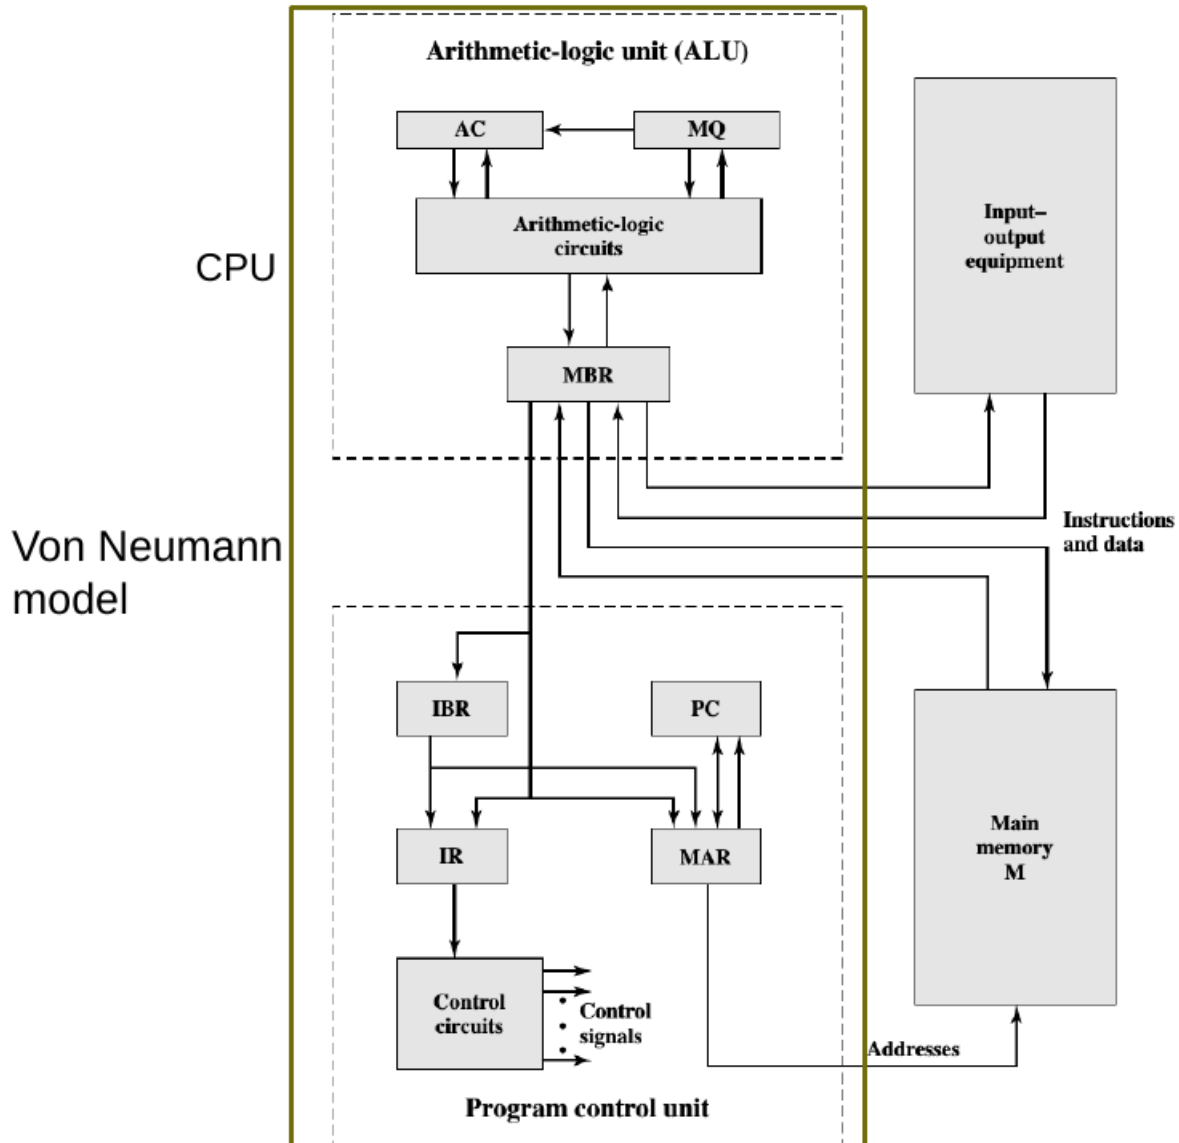 Arithmetic-logic unit (ALU)
AC
MQ
Arithmetic-logic
circuits
Input–
output
equipment
CPU
MBR
Instructions
and data
Von Neumann
model
IBR
PC
IR
MAR
Main
memory
M
Control
circuits
Control
signals
Addresses
Program control unit